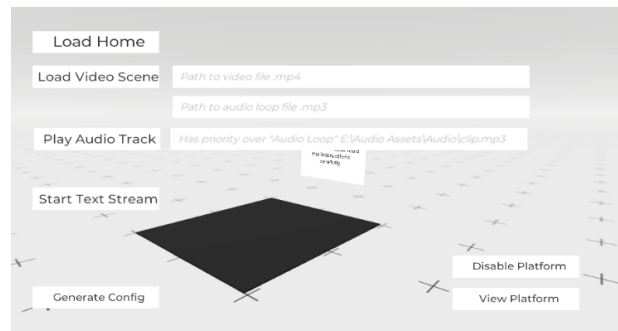 Load Home
Load Video Scene
Path to video file .mp4
Path to audio loop file .mp3
Play Audio Track
Has priority over "Audio Loop" E:\Audio Assets\Audio\clip.mp3
the instructions
carefully
Start Text Stream
Disable Platform
Generate Config
View Platform